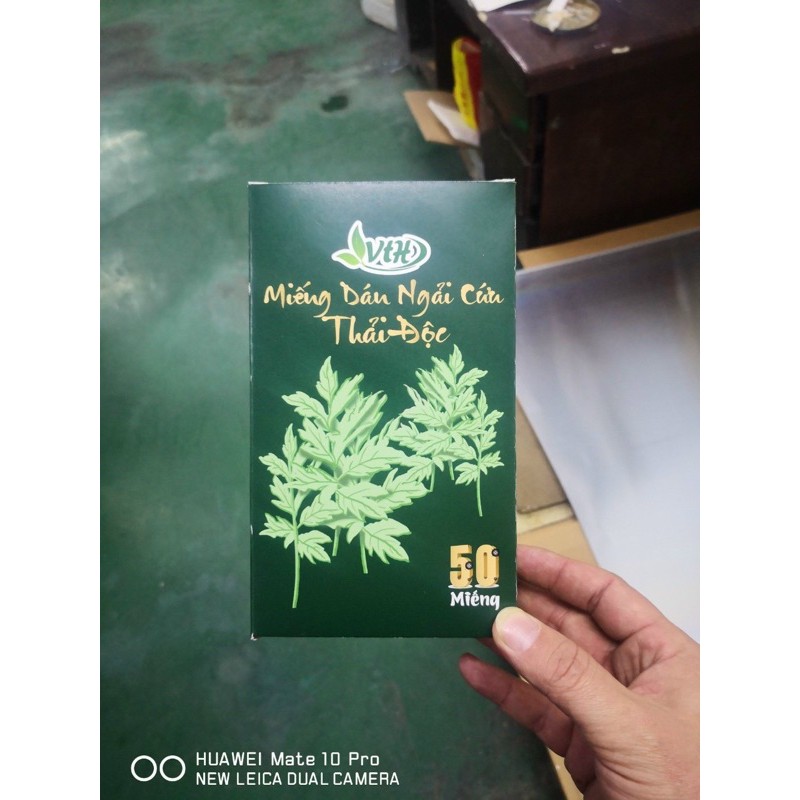 VtH
Miếng Dán Ngải Cứu
Thải Độc
50
Miếng
HUAWEI Mate 10 Pro
NEW LEICA DUAL CAMERA